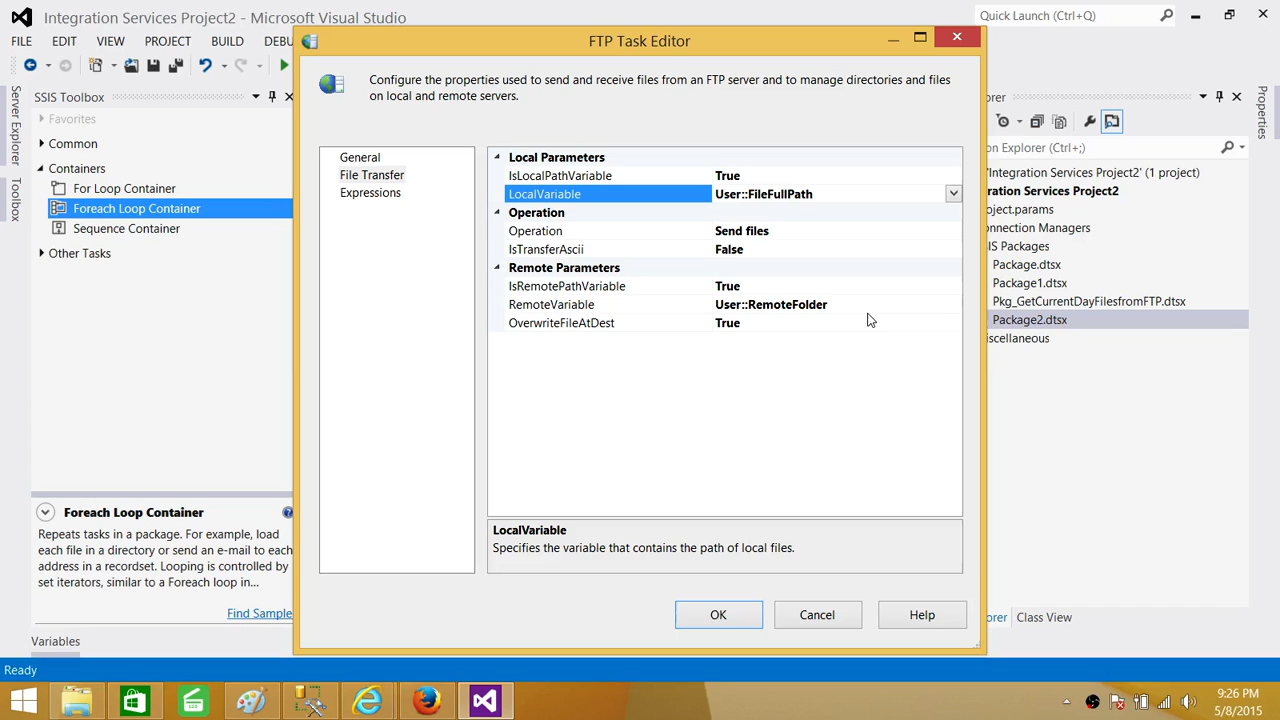 Integration Services Project2 - Microsoft Visual Studio
Quick Launch (Ctrl+Q)
FILE EDIT VIEW PROJECT BUILD DEBU
FTP Task Editor
Configure the properties used to send and receive files from an FTP server and to manage directories and files
on local and remote servers.
Server Explorer
Toolbox
SSIS Toolbox
Favorites
Common
Containers
For Loop Container
Foreach Loop Container
Sequence Container
Other Tasks
Foreach Loop Container
Repeats tasks in a package. For example, load
each file in a directory or send an e-mail to each
address in a recordset. Looping is controlled by
set iterators, similar to a Foreach loop in...
Find Sample
Variables
General
File Transfer
Expressions
Local Parameters
IsLocalPathVariable True
LocalVariable User::FileFullPath
Operation
Operation Send files
IsTransferAscii False
Remote Parameters
IsRemotePathVariable True
RemoteVariable User::RemoteFolder
OverwriteFileAtDest True
LocalVariable
Specifies the variable that contains the path of local files.
OK Cancel Help
orer
on Explorer (Ctrl+;)
'Integration Services Project2' (1 project)
ration Services Project2
oject.params
onnection Managers
IS Packages
Package.dtsx
Package1.dtsx
Pkg_GetCurrentDayFilesfromFTP.dtsx
Package2.dtsx
iscellaneous
orer Class View
Properties
Ready
9:26 PM
5/8/2015